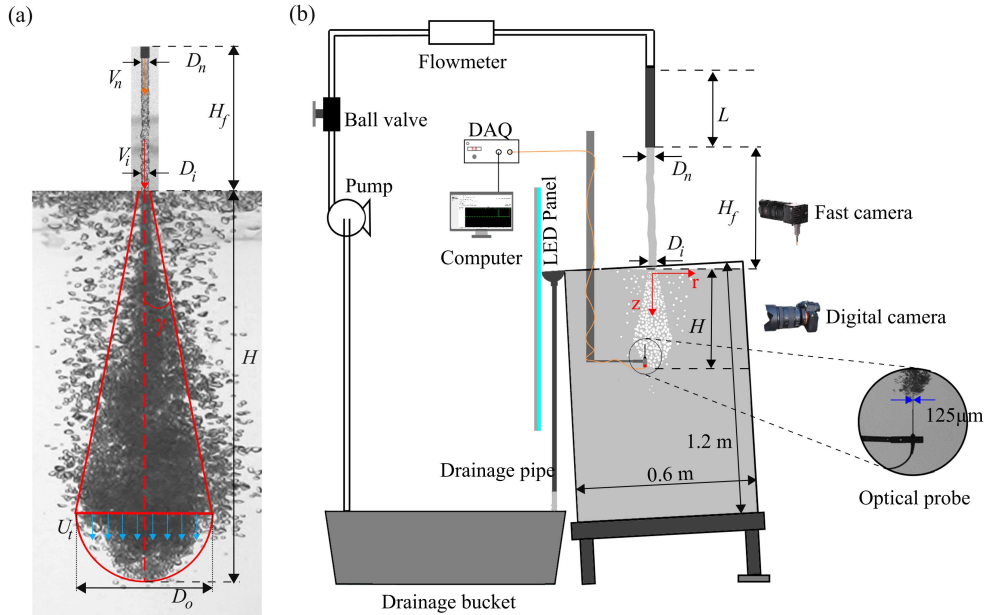 (a)
V_n
D_n
H_f
V_i
D_i
γ
H
U_t
D_o
(b)
Flowmeter
Ball valve
DAQ
Pump
Computer
LED Panel
L
D_n
H_f
Fast camera
D_i
r
z
H
Digital camera
125μm
1.2 m
Drainage pipe
0.6 m
Optical probe
Drainage bucket